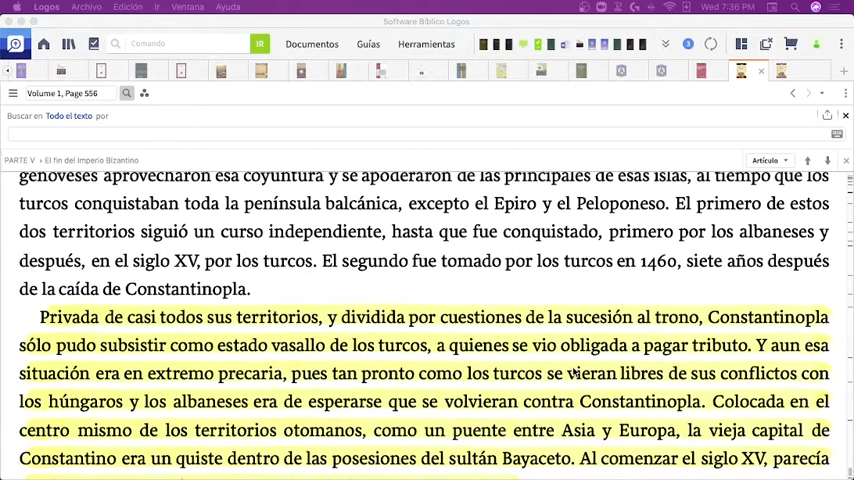 Logos Archivo Edición Ir Ventana Ayuda Wed 7:36 PM
Software Bíblico Logos
Comando IR Documentos Guías Herramientas 3
Volume 1, Page 556
Buscar en Todo el texto por
PARTE V › El fin del Imperio Bizantino Artículo
genoveses aprovecharon esa coyuntura y se apoderaron de las principales de esas islas, al tiempo que los
turcos conquistaban toda la península balcánica, excepto el Epiro y el Peloponeso. El primero de estos
dos territorios siguió un curso independiente, hasta que fue conquistado, primero por los albaneses y
después, en el siglo XV, por los turcos. El segundo fue tomado por los turcos en 1460, siete años después
de la caída de Constantinopla.
Privada de casi todos sus territorios, y dividida por cuestiones de la sucesión al trono, Constantinopla
sólo pudo subsistir como estado vasallo de los turcos, a quienes se vio obligada a pagar tributo. Y aun esa
situación era en extremo precaria, pues tan pronto como los turcos se vieran libres de sus conflictos con
los húngaros y los albaneses era de esperarse que se volvieran contra Constantinopla. Colocada en el
centro mismo de los territorios otomanos, como un puente entre Asia y Europa, la vieja capital de
Constantino era un quiste dentro de las posesiones del sultán Bayaceto. Al comenzar el siglo XV, parecía